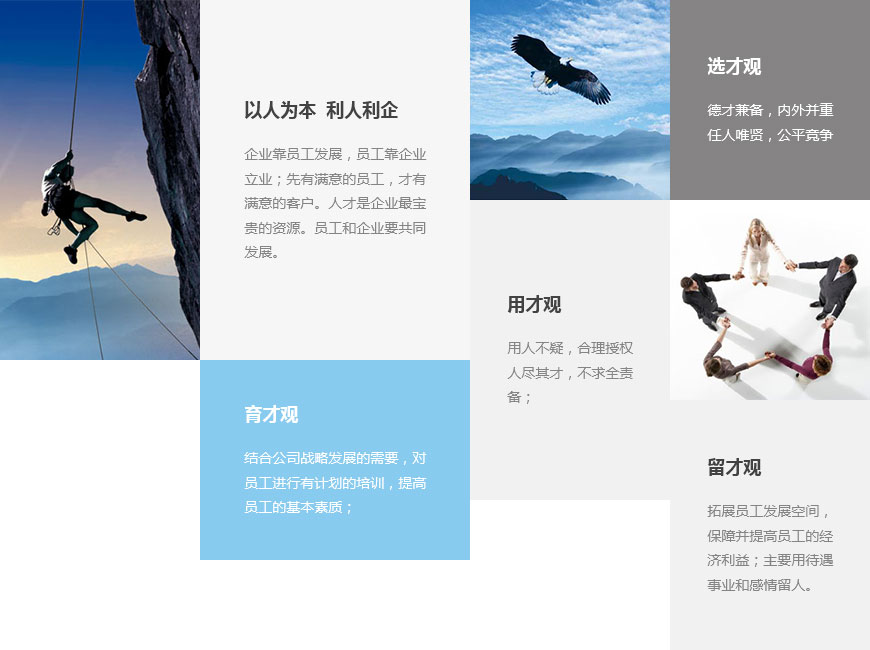 以人为本 利人利企
企业靠员工发展，员工靠企业
立业；先有满意的员工，才有
满意的客户。人才是企业最宝
贵的资源。员工和企业要共同
发展。
选才观
德才兼备，内外并重
任人唯贤，公平竞争
用才观
用人不疑，合理授权
人尽其才，不求全责
备；
育才观
结合公司战略发展的需要，对
员工进行有计划的培训，提高
员工的基本素质；
留才观
拓展员工发展空间，
保障并提高员工的经
济利益；主要用待遇
事业和感情留人。